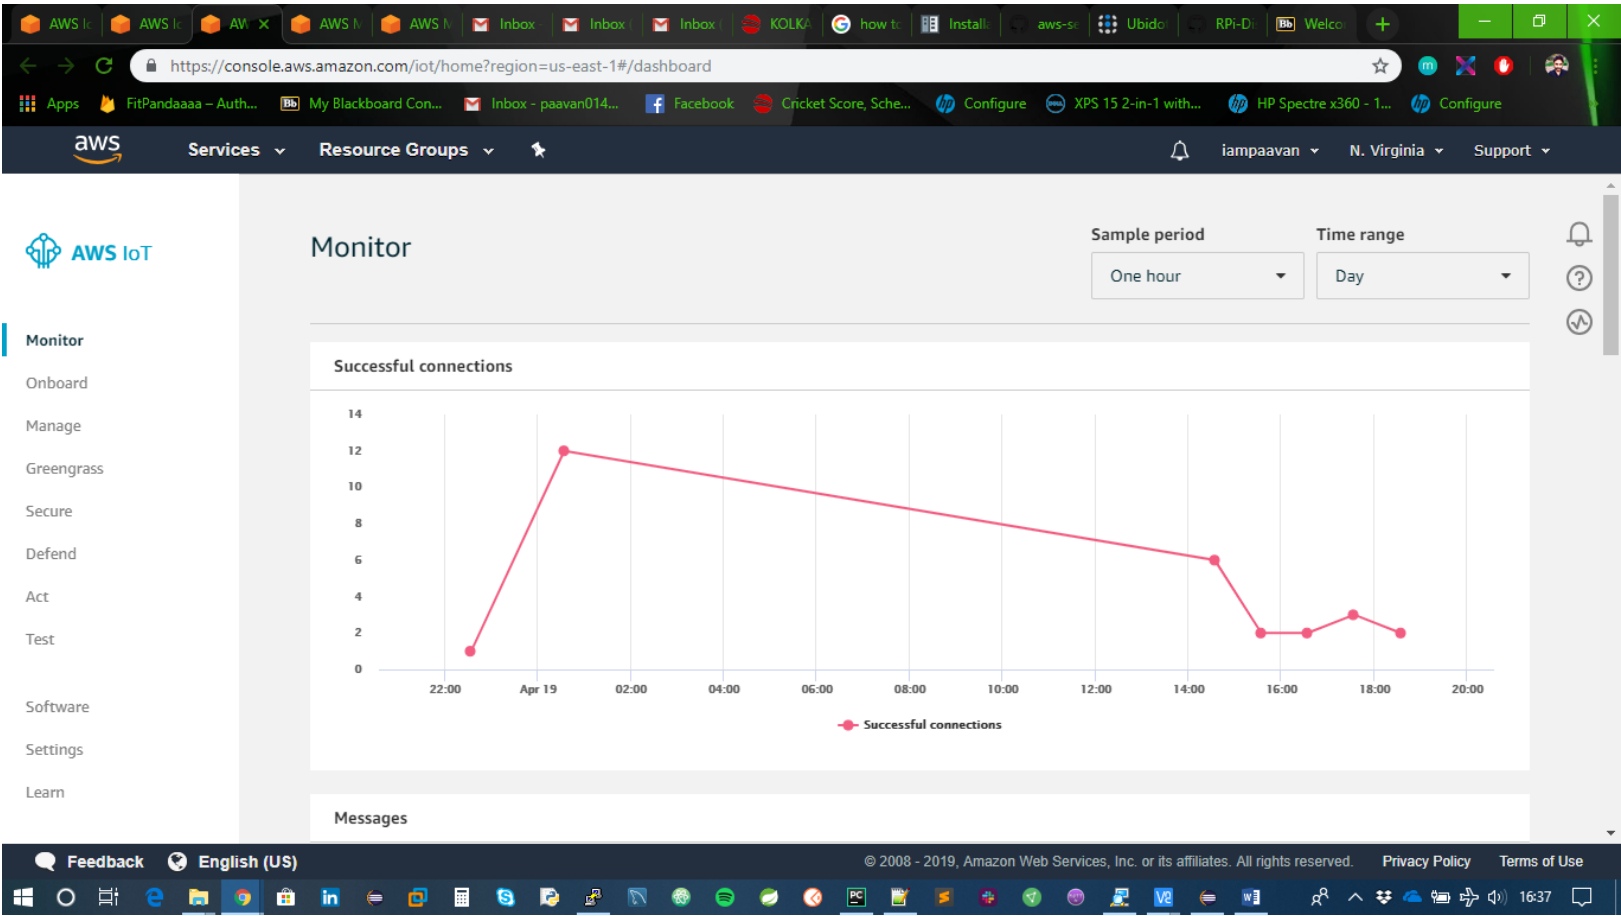 AWS Ic AWS Ic AW AWS M AWS M Inbox - Inbox ( Inbox ( KOLKA how to Installa aws-se Ubido RPi-Di Welco
https://console.aws.amazon.com/iot/home?region=us-east-1#/dashboard
Apps FitPandaaaa – Auth... Bb My Blackboard Con... Inbox - paavan014... Facebook Cricket Score, Sche... Configure XPS 15 2-in-1 with... HP Spectre x360 - 1... Configure
aws Services Resource Groups iampaavan N. Virginia Support
AWS IoT
Monitor
Onboard
Manage
Greengrass
Secure
Defend
Act
Test
Software
Settings
Learn
Monitor
Sample period Time range
One hour Day
Successful connections
14
12
10
8
6
4
2
0
22:00 Apr 19 02:00 04:00 06:00 08:00 10:00 12:00 14:00 16:00 18:00 20:00
Successful connections
Messages
Feedback English (US) © 2008 - 2019, Amazon Web Services, Inc. or its affiliates. All rights reserved. Privacy Policy Terms of Use
16:37